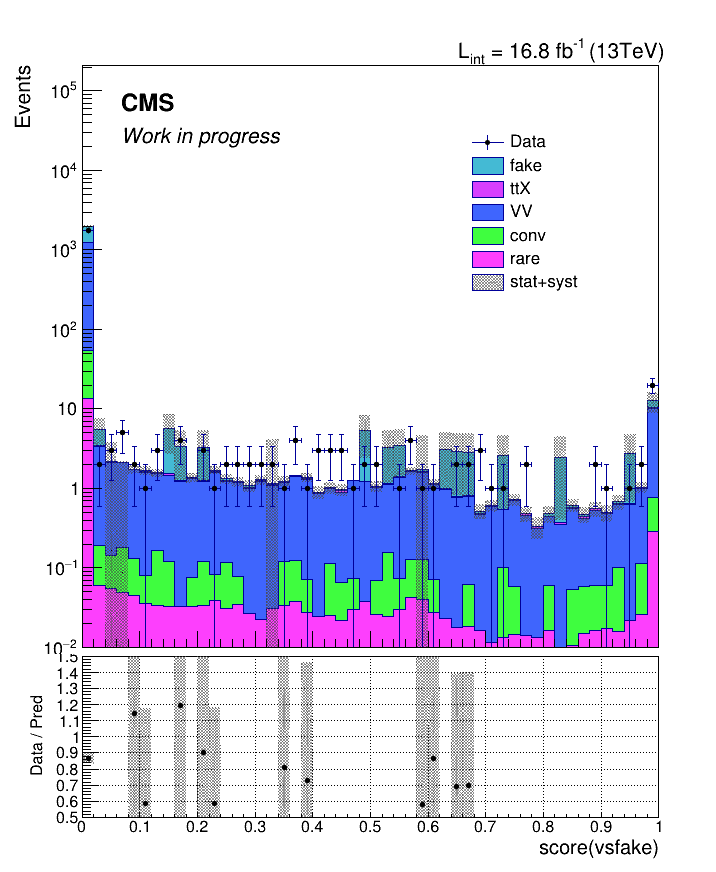 L_int = 16.8 fb^-1 (13TeV)
Events
CMS
Work in progress
Data
fake
ttX
VV
conv
rare
stat+syst
10^5
10^4
10^3
10^2
10
1
10^-1
10^-2
Data / Pred
1.5
1.4
1.3
1.2
1.1
1
0.9
0.8
0.7
0.6
0.5
0 0.1 0.2 0.3 0.4 0.5 0.6 0.7 0.8 0.9 1
score(vsfake)